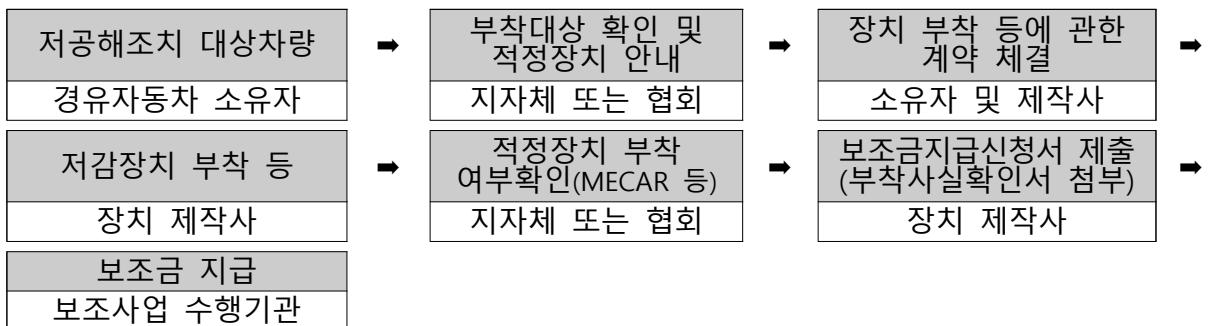 저공해조치 대상차량
경유자동차 소유자
➡
부착대상 확인 및
적정장치 안내
지자체 또는 협회
➡
장치 부착 등에 관한
계약 체결
소유자 및 제작사
➡
저감장치 부착 등
장치 제작사
➡
적정장치 부착
여부확인(MECAR 등)
지자체 또는 협회
➡
보조금지급신청서 제출
(부착사실확인서 첨부)
장치 제작사
➡
보조금 지급
보조사업 수행기관